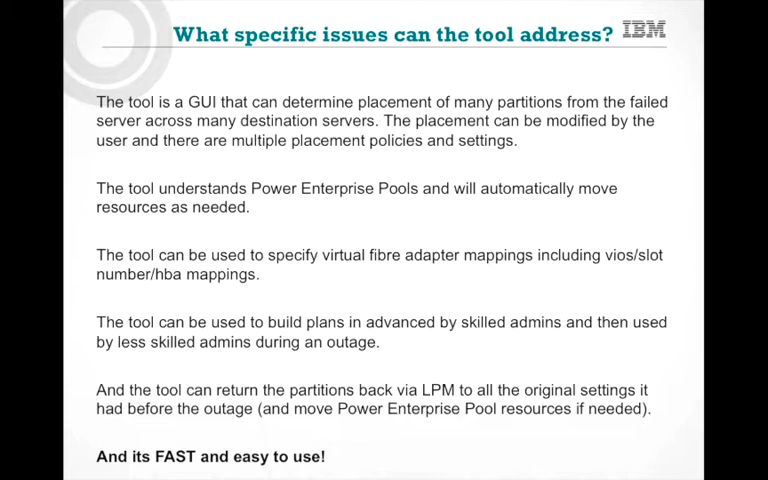 What specific issues can the tool address? IBM
The tool is a GUI that can determine placement of many partitions from the failed
server across many destination servers. The placement can be modified by the
user and there are multiple placement policies and settings.
The tool understands Power Enterprise Pools and will automatically move
resources as needed.
The tool can be used to specify virtual fibre adapter mappings including vios/slot
number/hba mappings.
The tool can be used to build plans in advanced by skilled admins and then used
by less skilled admins during an outage.
And the tool can return the partitions back via LPM to all the original settings it
had before the outage (and move Power Enterprise Pool resources if needed).
And its FAST and easy to use!